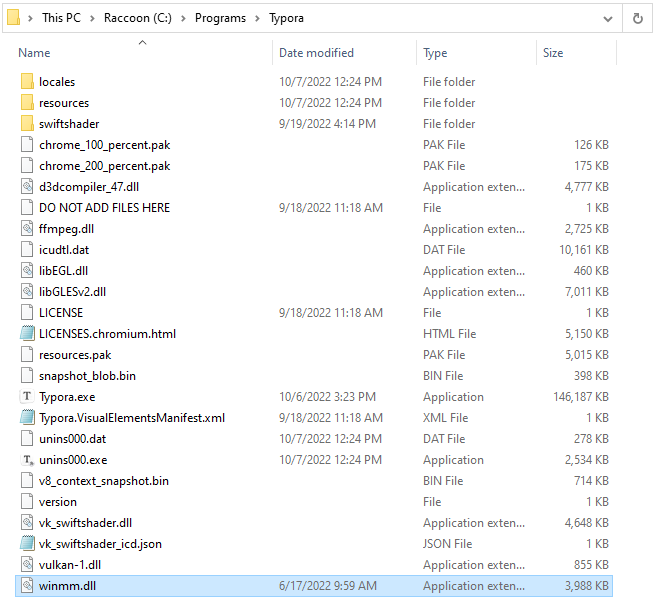 This PC > Raccoon (C:) > Programs > Typora
Name Date modified Type Size
locales 10/7/2022 12:24 PM File folder
resources 10/7/2022 12:24 PM File folder
swiftshader 9/19/2022 4:14 PM File folder
chrome_100_percent.pak PAK File 126 KB
chrome_200_percent.pak PAK File 175 KB
d3dcompiler_47.dll Application exten... 4,777 KB
DO NOT ADD FILES HERE 9/18/2022 11:18 AM File 1 KB
ffmpeg.dll Application exten... 2,725 KB
icudtl.dat DAT File 10,161 KB
libEGL.dll Application exten... 460 KB
libGLESv2.dll Application exten... 7,011 KB
LICENSE 9/18/2022 11:18 AM File 1 KB
LICENSES.chromium.html HTML File 5,150 KB
resources.pak PAK File 5,015 KB
snapshot_blob.bin BIN File 398 KB
Typora.exe 10/6/2022 3:23 PM Application 146,187 KB
Typora.VisualElementsManifest.xml 9/18/2022 11:18 AM XML File 1 KB
unins000.dat 10/7/2022 12:24 PM DAT File 278 KB
unins000.exe 10/7/2022 12:24 PM Application 2,534 KB
v8_context_snapshot.bin BIN File 714 KB
version File 1 KB
vk_swiftshader.dll Application exten... 4,648 KB
vk_swiftshader_icd.json JSON File 1 KB
vulkan-1.dll Application exten... 855 KB
winmm.dll 6/17/2022 9:59 AM Application exten... 3,988 KB